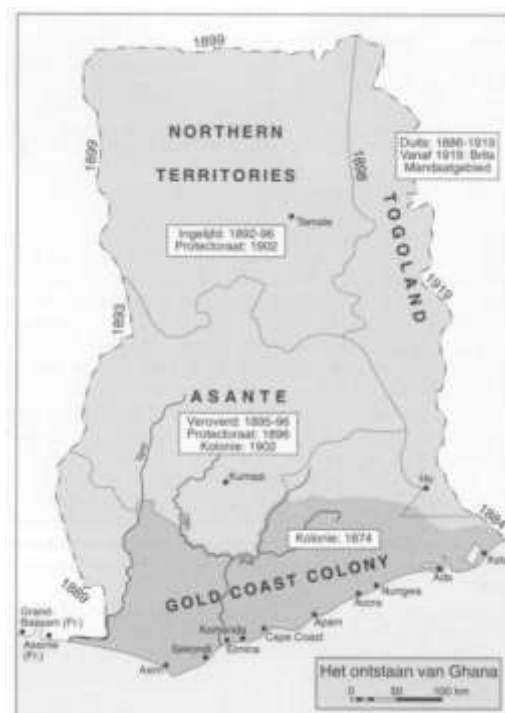 1899
NORTHERN
TERRITORIES
1899
1898
Duits: 1886-1919
Vanaf 1919: Brits
Mandaatgebied
TOGOLAND
Tamale
Ingelijfd: 1892-96
Protectoraat: 1902
1919
1893
ASANTE
Veroverd: 1895-96
Protectoraat: 1896
Kolonie: 1902
Kumasi
Ho
1884
Kolonie: 1874
GOLD COAST COLONY
1889
Grand-
Bassam (Fr.)
Assinie
(Fr.)
Keta
Ada
Nungwa
Accra
Apam
Cape Coast
Komenda
Elmina
Sekondi
Axim
Het ontstaan van Ghana
0 50 100 km